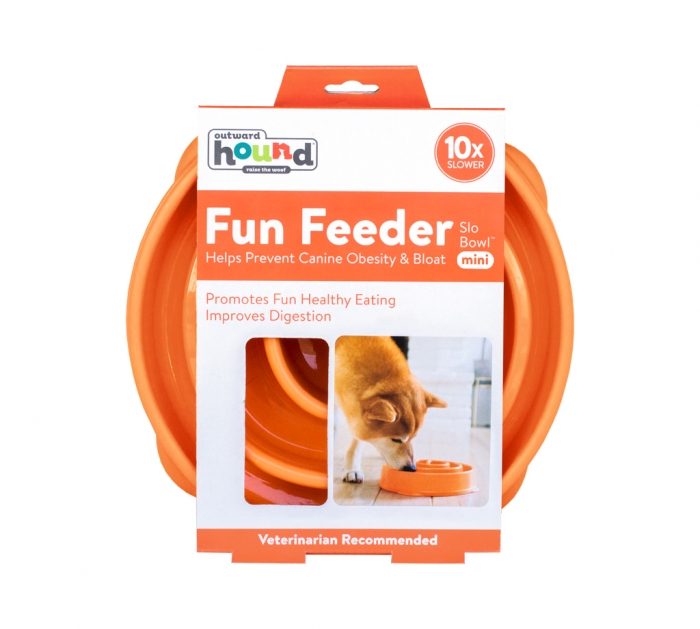 outward
hound
raise the woof
10x
SLOWER
Fun Feeder
Slo
Bowl™
mini
Helps Prevent Canine Obesity & Bloat
Promotes Fun Healthy Eating
Improves Digestion
Veterinarian Recommended